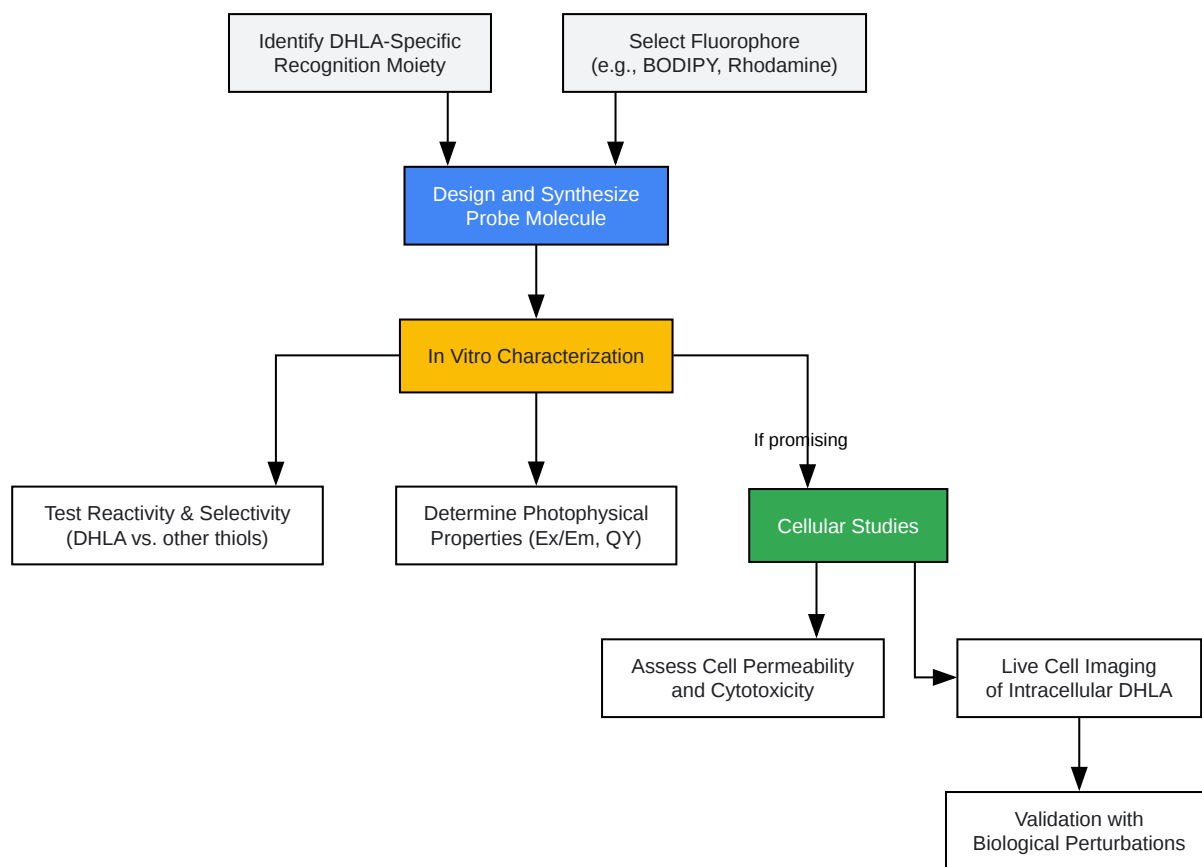 Identify DHLA-Specific
Recognition Moiety
Select Fluorophore
(e.g., BODIPY, Rhodamine)
Design and Synthesize
Probe Molecule
In Vitro Characterization
If promising
Test Reactivity & Selectivity
(DHLA vs. other thiols)
Determine Photophysical
Properties (Ex/Em, QY)
Cellular Studies
Assess Cell Permeability
and Cytotoxicity
Live Cell Imaging
of Intracellular DHLA
Validation with
Biological Perturbations